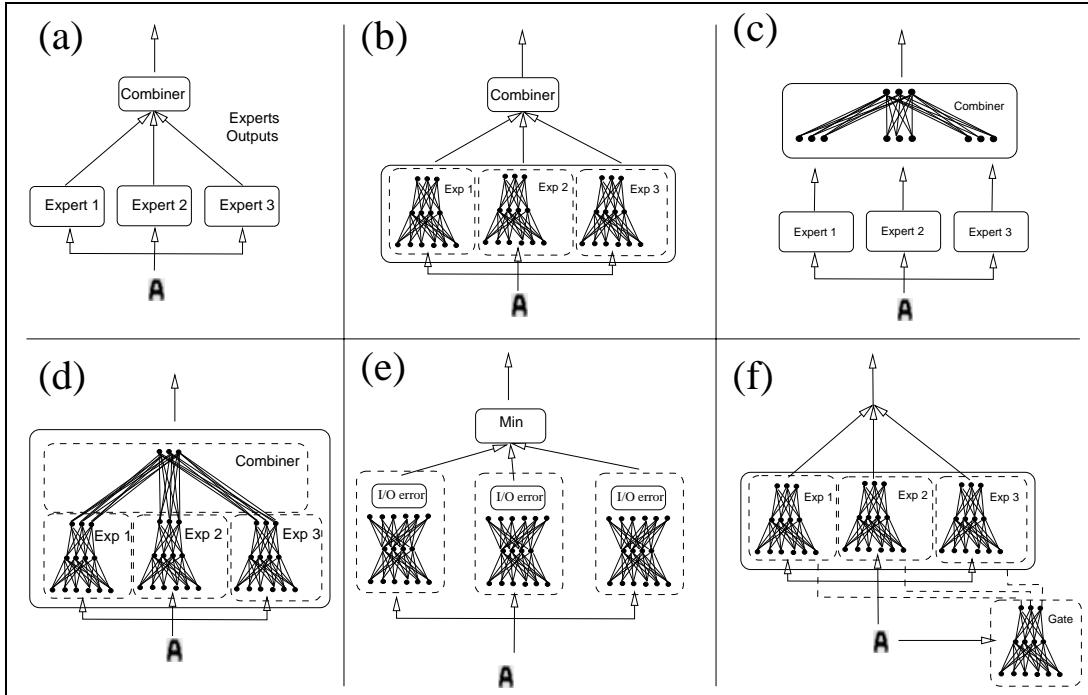 (a)
Combiner
Experts
Outputs
Expert 1 Expert 2 Expert 3
A
(b)
Combiner
Exp 1 Exp 2 Exp 3
A
(c)
Combiner
Expert 1 Expert 2 Expert 3
A
(d)
Combiner
Exp 1 Exp 2 Exp 3
A
(e)
Min
I/O error I/O error I/O error
A
(f)
Exp 1 Exp 2 Exp 3
Gate
A